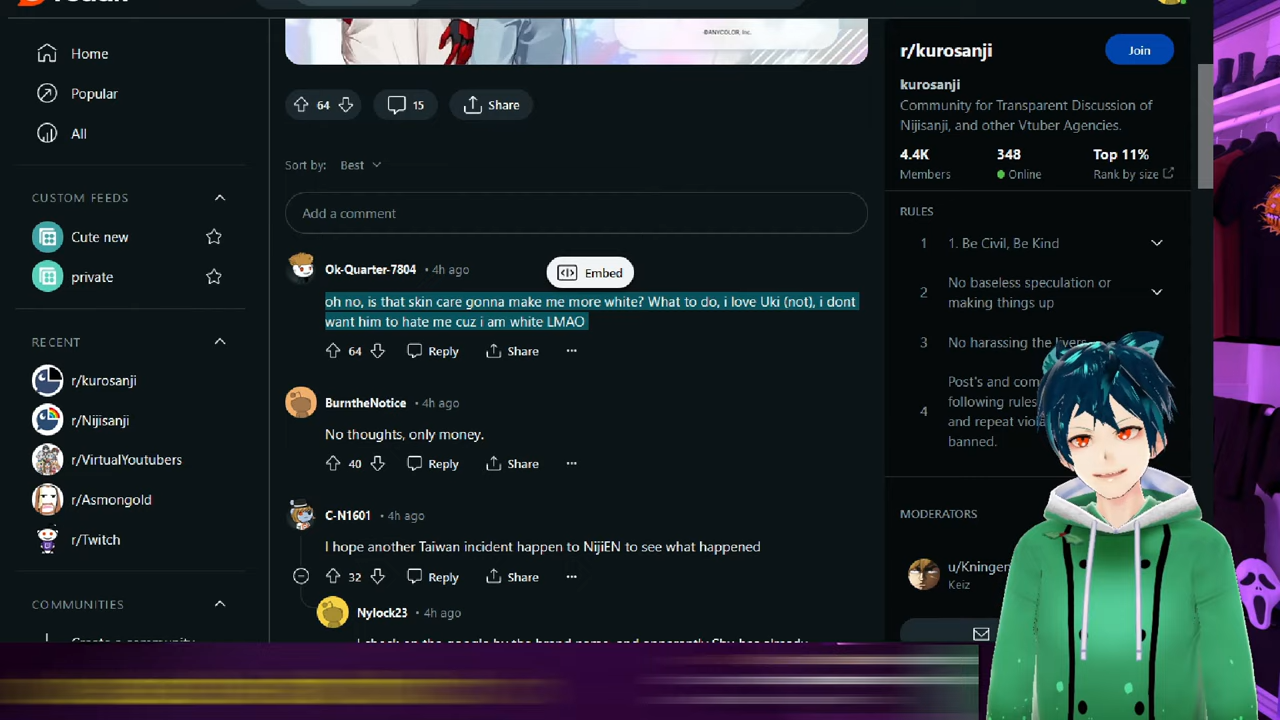 ©ANYCOLOR, Inc.
Home
Popular
All
CUSTOM FEEDS
Cute new
private
RECENT
r/kurosanji
r/Nijisanji
r/VirtualYoutubers
r/Asmongold
r/Twitch
COMMUNITIES
64
15
Share
Sort by:
Best
Add a comment
Ok-Quarter-7804 • 4h ago
Embed
oh no, is that skin care gonna make me more white? What to do, i love Uki (not), i dont
want him to hate me cuz i am white LMAO
64 Reply Share
BurntheNotice • 4h ago
No thoughts, only money.
40 Reply Share
C-N1601 • 4h ago
I hope another Taiwan incident happen to NijiEN to see what happened
32 Reply Share
Nylock23 • 4h ago
r/kurosanji
Join
kurosanji
Community for Transparent Discussion of
Nijisanji, and other Vtuber Agencies.
4.4K 348 Top 11%
Members Online Rank by size
RULES
1 1. Be Civil, Be Kind
2 No baseless speculation or
making things up
3 No harassing the livers
4 Post's and com
following rules
and repeat
banned.
MODERATORS
u/Kningen
Keiz